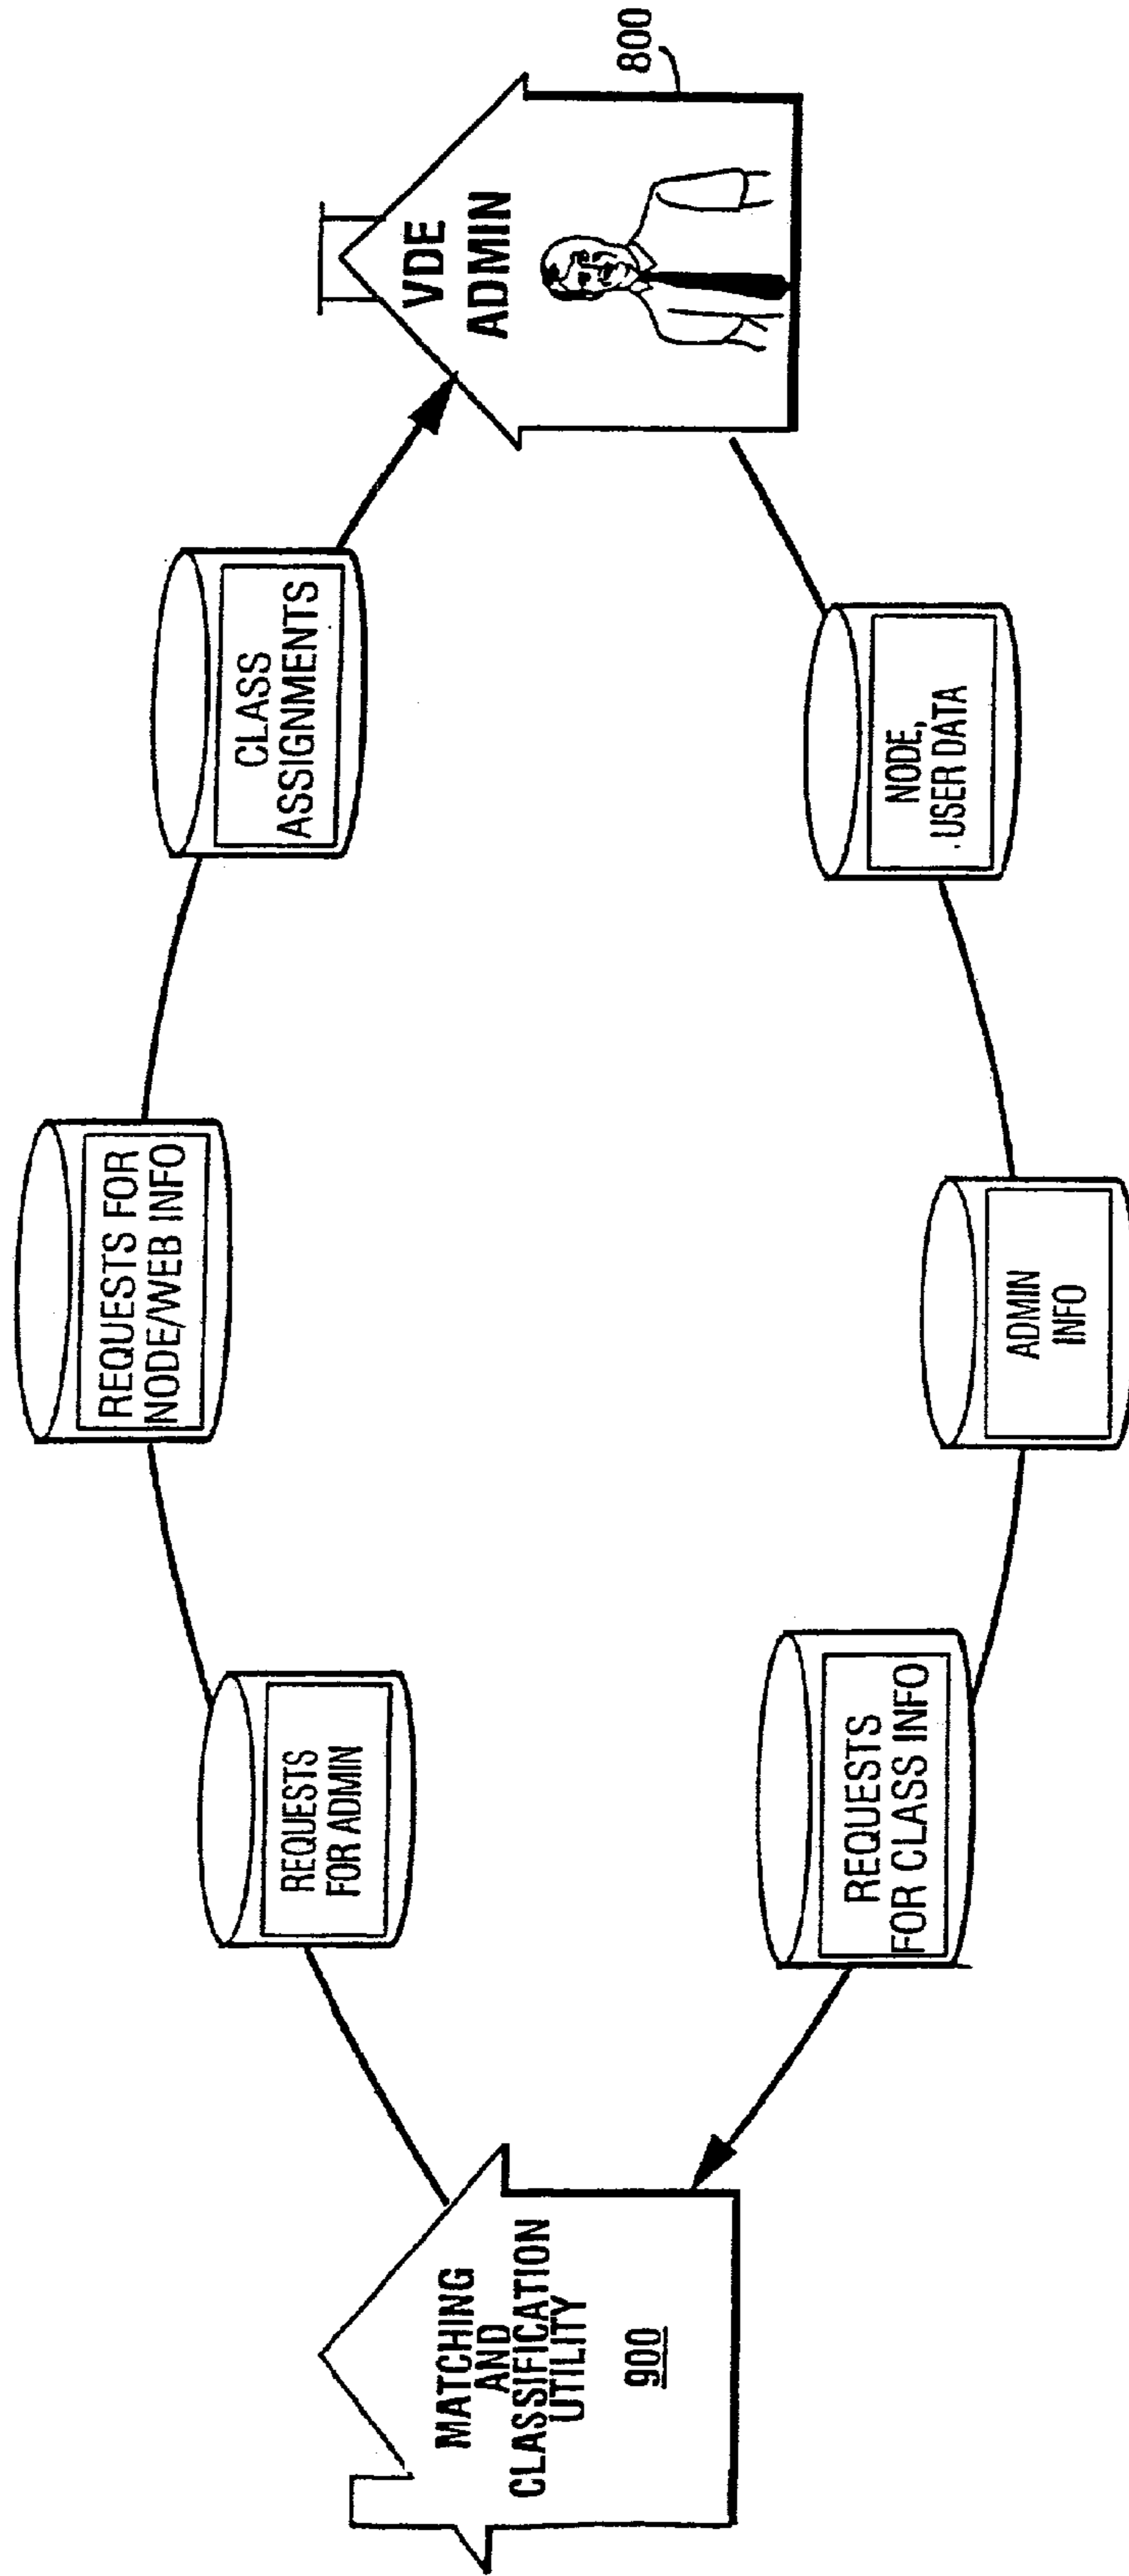 MATCHING
AND
CLASSIFICATION
UTILITY
900
REQUESTS
FOR ADMIN
REQUESTS FOR
NODE/WEB INFO
CLASS
ASSIGNMENTS
VDE
ADMIN
800
NODE,
.USER DATA
ADMIN
INFO
REQUESTS
FOR CLASS INFO